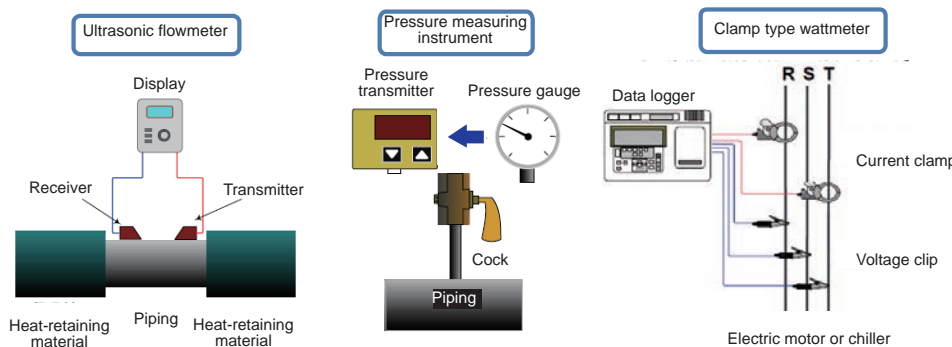 Ultrasonic flowmeter
Display
Receiver
Transmitter
Heat-retaining
material
Piping
Heat-retaining
material
Pressure measuring
instrument
Pressure
transmitter
Pressure gauge
Cock
Piping
Clamp type wattmeter
R S T
Data logger
Current clamp
Voltage clip
Electric motor or chiller